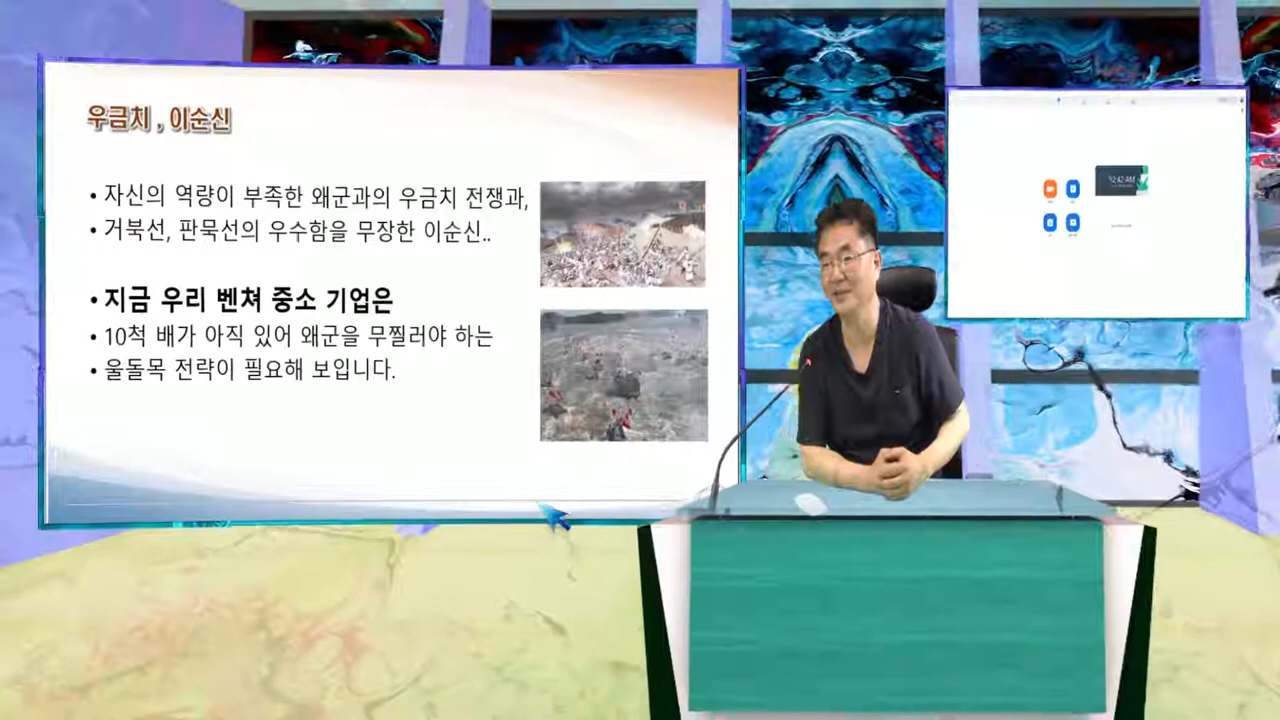 우금치 , 이순신
• 자신의 역량이 부족한 왜군과의 우금치 전쟁과,
• 거북선, 판묵선의 우수함을 무장한 이순신..
• 지금 우리 벤쳐 중소 기업은
• 10척 배가 아직 있어 왜군을 무찔러야 하는
• 울돌목 전략이 필요해 보입니다.
12:42 AM